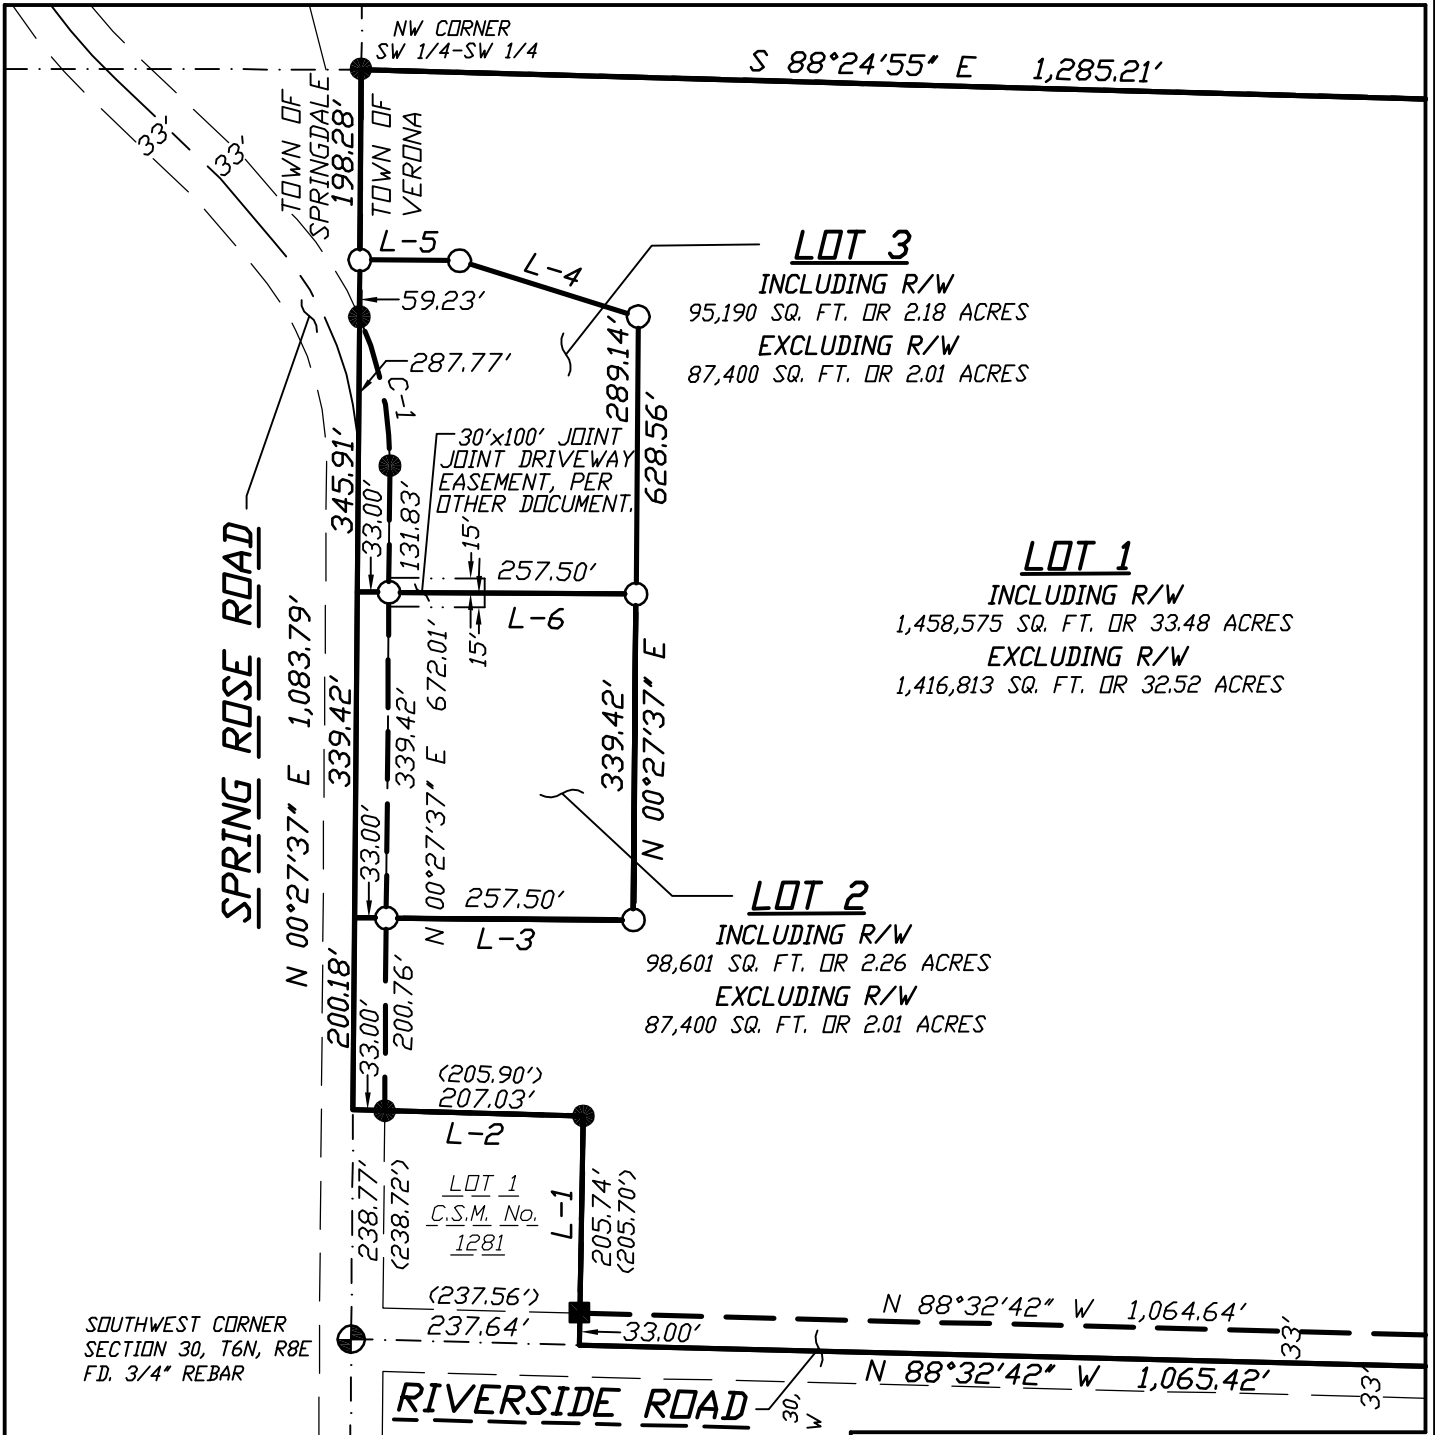 NW CORNER
SW 1/4-SW 1/4
S 88°24'55" E 1,285.21'
33'
33'
TOWN OF
SPRINGDALE
198.28'
TOWN OF
VERONA
L-5
L-4
59.23'
287.77'
C-1
LOT 3
INCLUDING R/W
95,190 SQ. FT. OR 2.18 ACRES
EXCLUDING R/W
87,400 SQ. FT. OR 2.01 ACRES
289.14'
628.56'
30'x100' JOINT
JOINT DRIVEWAY
EASEMENT, PER
OTHER DOCUMENT.
345.91'
33.00'
131.83'
15'
257.50'
L-6
15'
LOT 1
INCLUDING R/W
1,458,575 SQ. FT. OR 33.48 ACRES
EXCLUDING R/W
1,416,813 SQ. FT. OR 32.52 ACRES
SPRING ROSE ROAD
N 00°27'37" E 1,083.79'
339.42'
339.42'
N 00°27'37" E 672.01'
339.42'
N 00°27'37" E
33.00'
257.50'
L-3
LOT 2
INCLUDING R/W
98,601 SQ. FT. OR 2.26 ACRES
EXCLUDING R/W
87,400 SQ. FT. OR 2.01 ACRES
200.18'
33.00'
200.76'
(205.90')
207.03'
L-2
238.77'
(238.72')
LOT 1
C.S.M. No.
1281
L-1
205.74'
(205.70')
(237.56')
237.64'
33.00'
N 88°32'42" W 1,064.64'
33'
SOUTHWEST CORNER
SECTION 30, T6N, R8E
FD. 3/4" REBAR
N 88°32'42" W 1,065.42'
33'
RIVERSIDE ROAD
30,
W